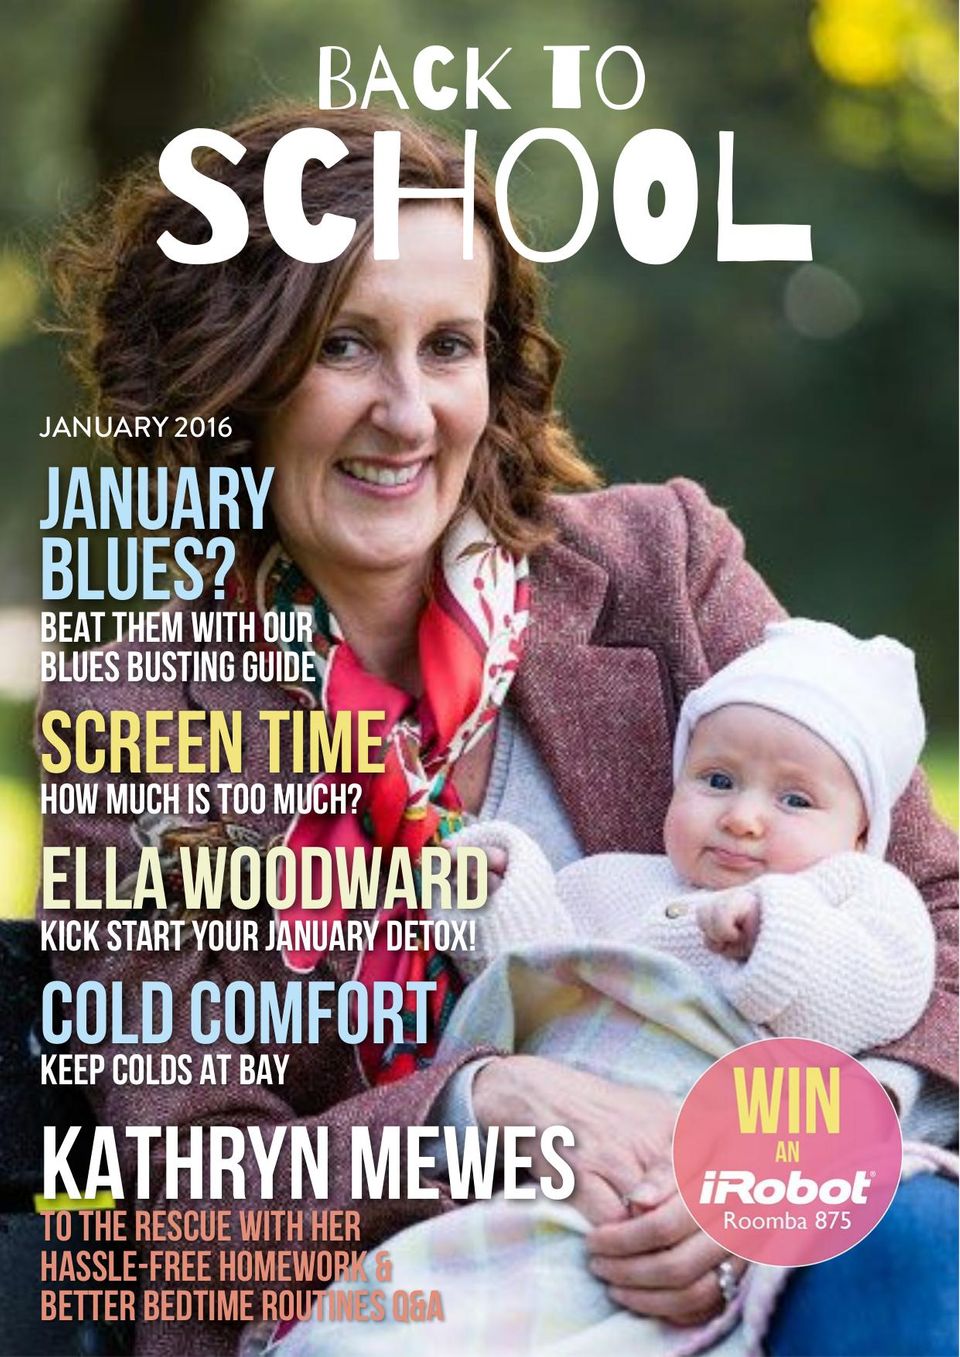 BACK TO
SCHOOL
JANUARY 2016
JANUARY
BLUES?
BEAT THEM WITH OUR
BLUES BUSTING GUIDE
SCREEN TIME
HOW MUCH IS TOO MUCH?
ELLA WOODWARD
KICK START YOUR JANUARY DETOX!
COLD COMFORT
KEEP COLDS AT BAY
KATHRYN MEWES
TO THE RESCUE WITH HER
HASSLE-FREE HOMEWORK &
BETTER BEDTIME ROUTINES Q&A
WIN
AN
iRobot®
Roomba 875